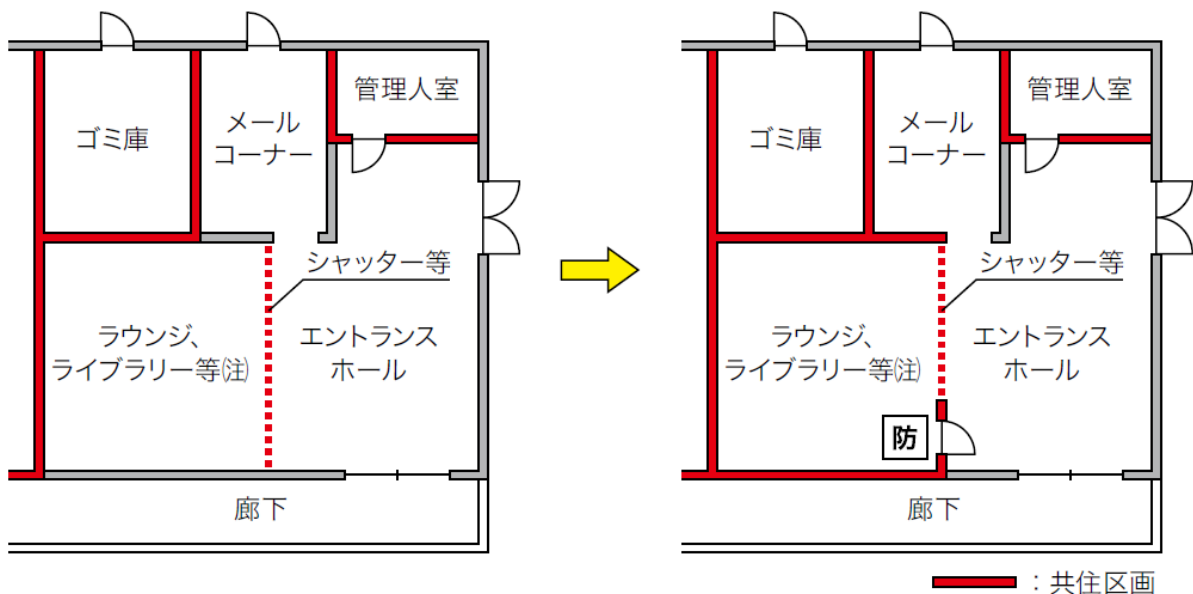 管理人室
ゴミ庫
メール
コーナー
シャッター等
ラウンジ、
ライブラリー等(注)
エントランス
ホール
廊下
管理人室
ゴミ庫
メール
コーナー
シャッター等
ラウンジ、
ライブラリー等(注)
エントランス
ホール
防
廊下
:共住区画